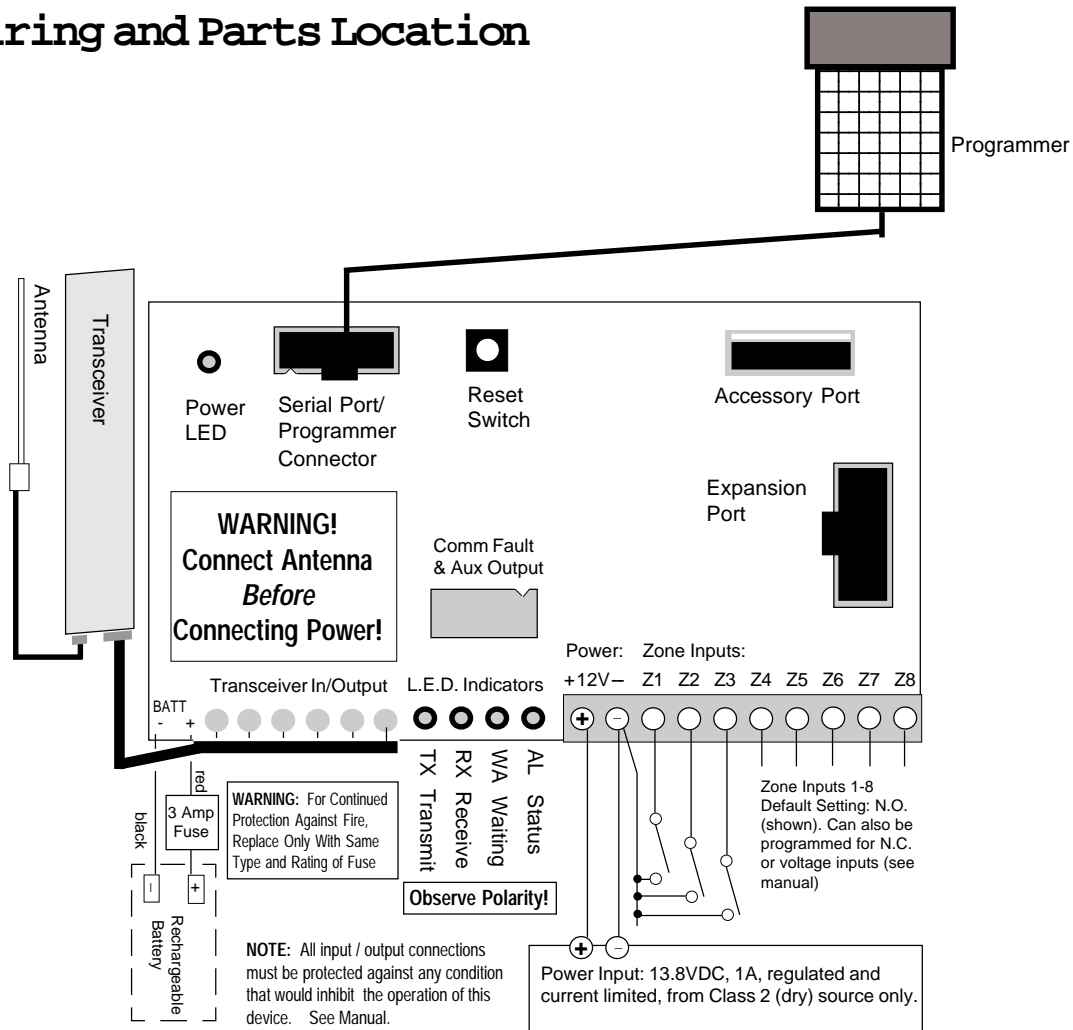 iring and Parts Location
Programmer
Antenna
Transceiver
Power
LED
Serial Port/
Programmer
Connector
Reset
Switch
Accessory Port
Expansion
Port
WARNING!
Connect Antenna
Before
Connecting Power!
Comm Fault
& Aux Output
Power: Zone Inputs:
+12V– Z1 Z2 Z3 Z4 Z5 Z6 Z7 Z8
Transceiver In/Output
L.E.D. Indicators
BATT
- +
+ –
TX Transmit
RX Receive
WA Waiting
AL Status
black
red
3 Amp
Fuse
WARNING: For Continued
Protection Against Fire,
Replace Only With Same
Type and Rating of Fuse
Observe Polarity!
Zone Inputs 1-8
Default Setting: N.O.
(shown). Can also be
programmed for N.C.
or voltage inputs (see
manual)
– +
Rechargeable
Battery
NOTE: All input / output connections
must be protected against any condition
that would inhibit the operation of this
device. See Manual.
+ –
Power Input: 13.8VDC, 1A, regulated and
current limited, from Class 2 (dry) source only.